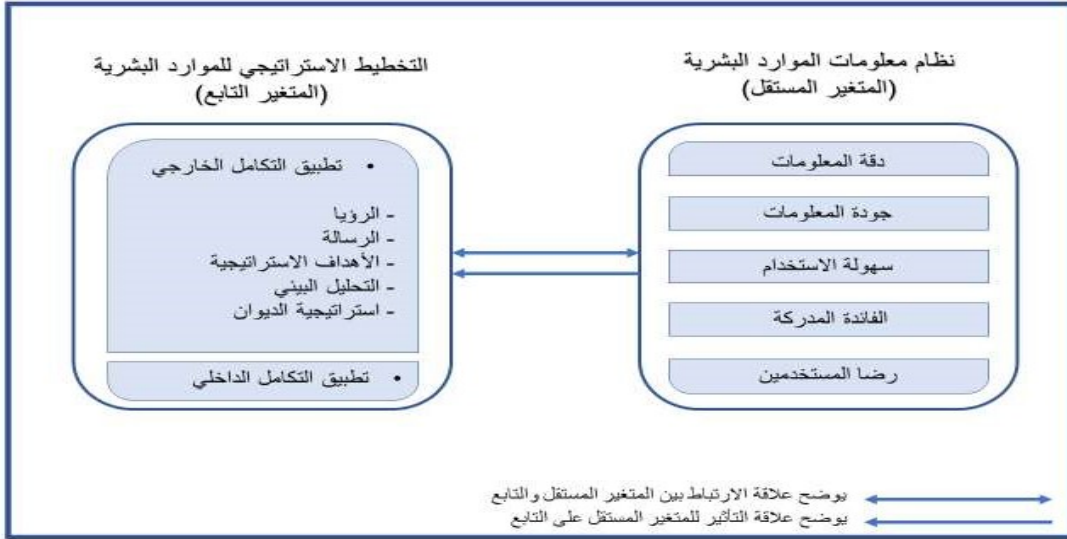 نظام معلومات الموارد البشرية
(المتغير المستقل)
دقة المعلومات
جودة المعلومات
سهولة الاستخدام
الفائدة المدركة
رضا المستخدمين
التخطيط الاستراتيجي للموارد البشرية
(المتغير التابع)
• تطبيق التكامل الخارجي
- الرؤيا
- الرسالة
- الأهداف الاستراتيجية
- التحليل البيئي
- استراتيجية الديوان
• تطبيق التكامل الداخلي
يوضح علاقة الارتباط بين المتغير المستقل والتابع
يوضح علاقة التأثير للمتغير المستقل على التابع